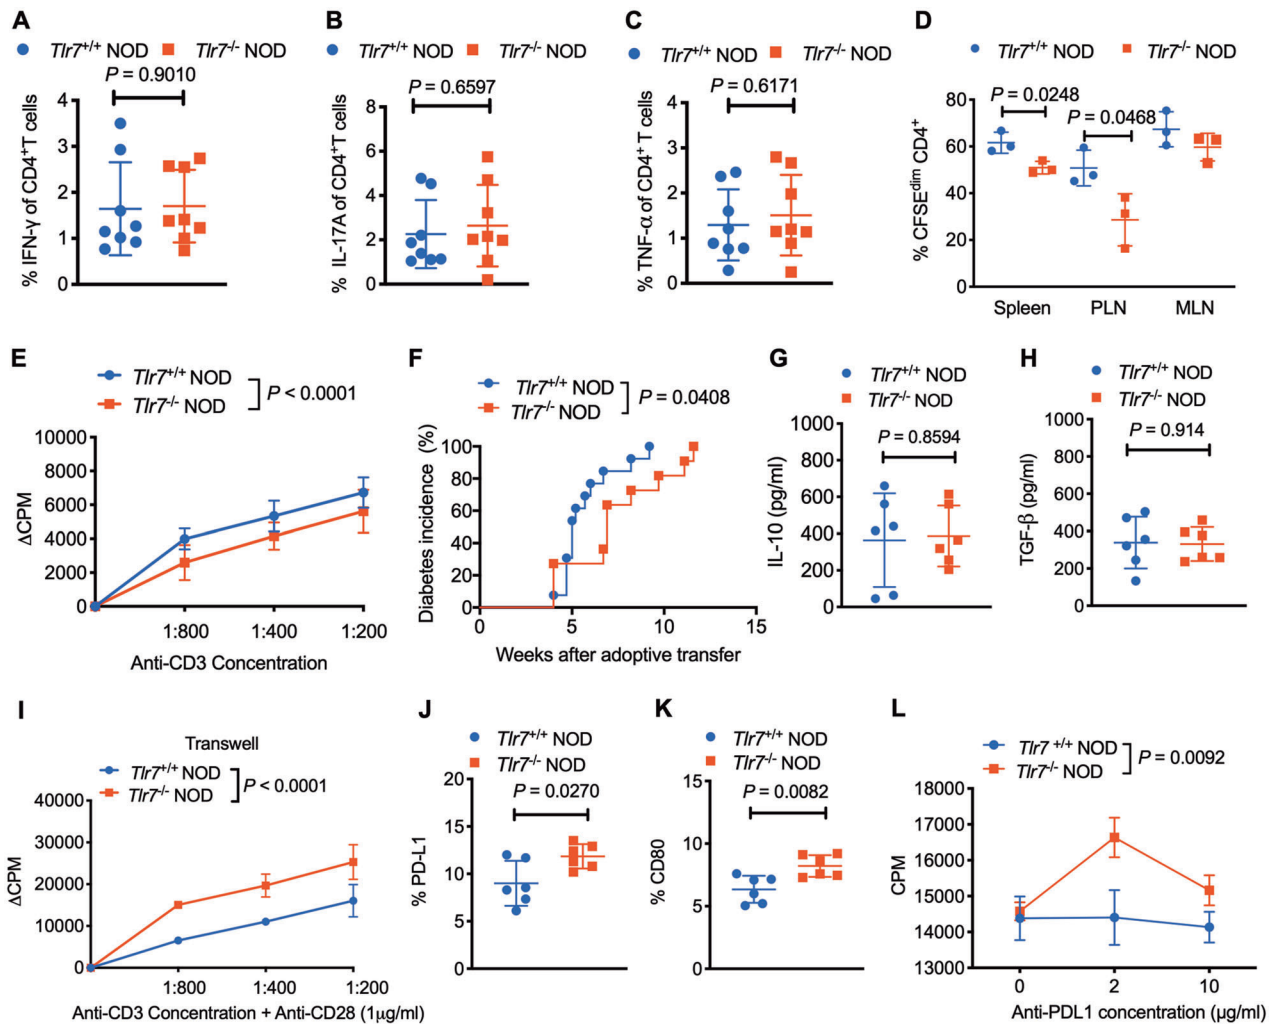 A
Tlr7+/+ NOD Tlr7-/- NOD
P = 0.9010
% IFN-γ of CD4+T cells
4
3
2
1
0
B
Tlr7+/+ NOD Tlr7-/- NOD
P = 0.6597
% IL-17A of CD4+T cells
8
6
4
2
0
C
Tlr7+/+ NOD Tlr7-/- NOD
P = 0.6171
% TNF-α of CD4+ T cells
4
3
2
1
0
D
Tlr7+/+ NOD Tlr7-/- NOD
P = 0.0248
P = 0.0468
% CFSEdim CD4+
80
60
40
20
0
Spleen PLN MLN
E
Tlr7+/+ NOD
Tlr7-/- NOD
P < 0.0001
ΔCPM
10000
8000
6000
4000
2000
0
1:800 1:400 1:200
Anti-CD3 Concentration
F
Tlr7+/+ NOD
Tlr7-/- NOD
P = 0.0408
Diabetes incidence (%)
100
80
60
40
20
0
0 5 10 15
Weeks after adoptive transfer
G
Tlr7+/+ NOD
Tlr7-/- NOD
P = 0.8594
IL-10 (pg/ml)
1000
800
600
400
200
0
H
Tlr7+/+ NOD
Tlr7-/- NOD
P = 0.914
TGF-β (pg/ml)
1000
800
600
400
200
0
I
Transwell
Tlr7+/+ NOD
Tlr7-/- NOD
P < 0.0001
ΔCPM
40000
30000
20000
10000
0
1:800 1:400 1:200
Anti-CD3 Concentration + Anti-CD28 (1µg/ml)
J
Tlr7+/+ NOD
Tlr7-/- NOD
P = 0.0270
% PD-L1
20
15
10
5
0
K
Tlr7+/+ NOD
Tlr7-/- NOD
P = 0.0082
% CD80
15
10
5
0
L
Tlr7 +/+ NOD
Tlr7-/- NOD
P = 0.0092
CPM
18000
17000
16000
15000
14000
13000
0 2 10
Anti-PDL1 concentration (µg/ml)